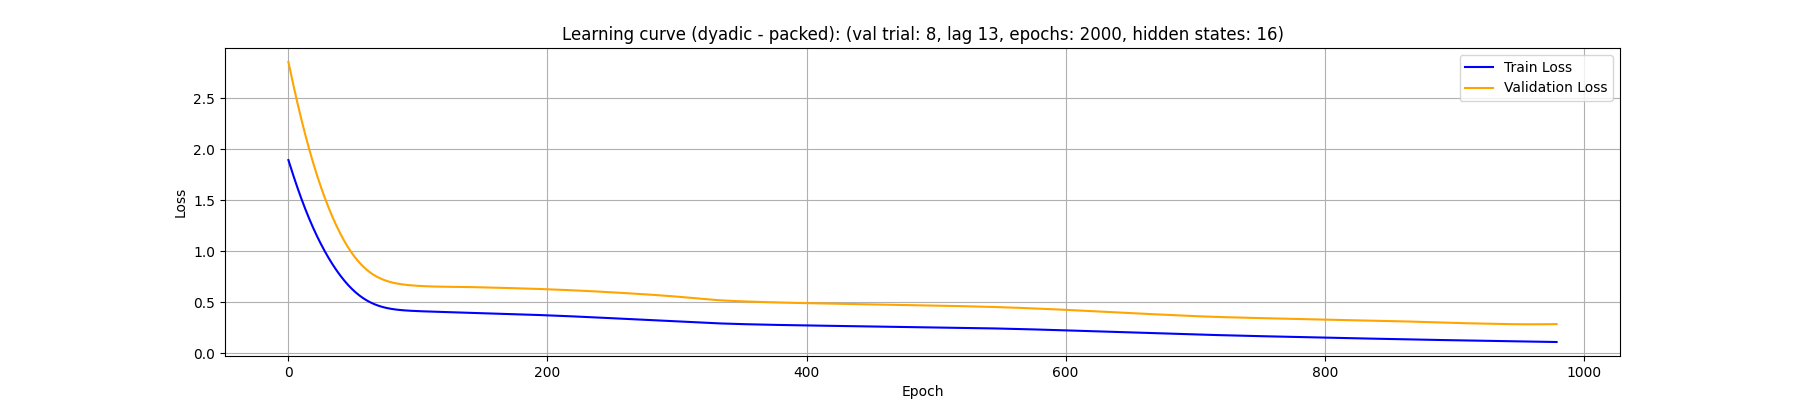 Learning curve (dyadic - packed): (val trial: 8, lag 13, epochs: 2000, hidden states: 16)
Train Loss
Validation Loss
2.5
2.0
1.5
1.0
0.5
0.0
Loss
0
200
400
600
800
1000
Epoch